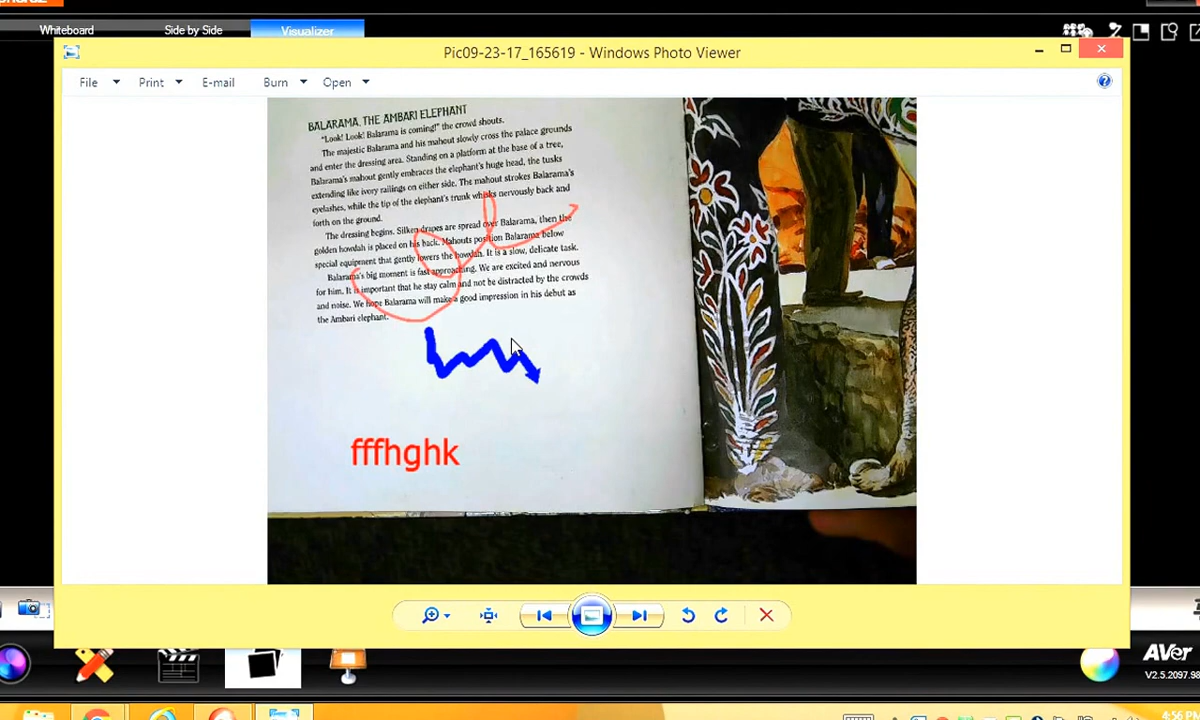 Whiteboard Side by Side Visualizer
Pic09-23-17_165619 - Windows Photo Viewer
File Print E-mail Burn Open
BALARAMA, THE AMBARI ELEPHANT
"Look! Look! Balarama is coming!" the crowd shouts.
The majestic Balarama and his mahout slowly cross the palace grounds
and enter the dressing area. Standing on a platform at the base of a tree,
Balarama's mahout gently embraces the elephant's huge head, the tusks
extending like ivory railings on either side. The mahout strokes Balarama's
eyelashes, while the tip of the elephant's trunk whisks nervously back and
forth on the ground.
The dressing begins. Silken drapes are spread over Balarama, then the
golden howdah is placed on his back. Mahouts position Balarama below
special equipment that gently lowers the howdah. It is a slow, delicate task.
Balarama's big moment is fast approaching. We are excited and nervous
for him. It is important that he stay calm and not be distracted by the crowds
and noise. We hope Balarama will make a good impression in his debut as
the Ambari elephant.
fffhghk
AVer
V2.5.2097.98
4:56 PM